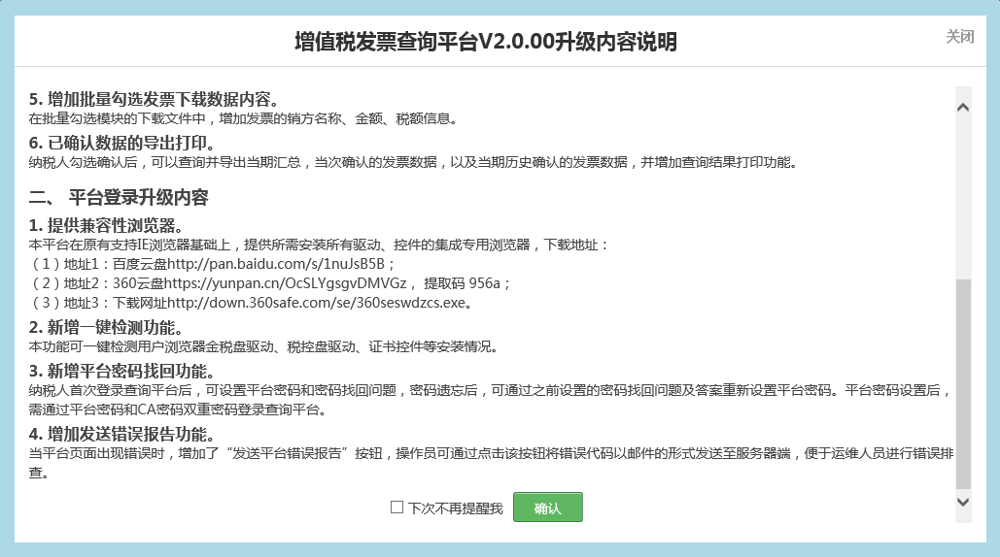 增值税发票查询平台V2.0.00升级内容说明
关闭
5. 增加批量勾选发票下载数据内容。
在批量勾选模块的下载文件中，增加发票的销方名称、金额、税额信息。
6. 已确认数据的导出打印。
纳税人勾选确认后，可以查询并导出当期汇总，当次确认的发票数据，以及当期历史确认的发票数据，并增加查询结果打印功能。
二、 平台登录升级内容
1. 提供兼容性浏览器。
本平台在原有支持IE浏览器基础上，提供所需安装所有驱动、控件的集成专用浏览器，下载地址：
（1）地址1：百度云盘http://pan.baidu.com/s/1nuJsB5B；
（2）地址2：360云盘https://yunpan.cn/OcSLYgsgvDMVGz， 提取码 956a；
（3）地址3：下载网址http://down.360safe.com/se/360seswdzcs.exe。
2. 新增一键检测功能。
本功能可一键检测用户浏览器金税盘驱动、税控盘驱动、证书控件等安装情况。
3. 新增平台密码找回功能。
纳税人首次登录查询平台后，可设置平台密码和密码找回问题，密码遗忘后，可通过之前设置的密码找回问题及答案重新设置平台密码。平台密码设置后，
需通过平台密码和CA密码双重密码登录查询平台。
4. 增加发送错误报告功能。
当平台页面出现错误时，增加了“发送平台错误报告”按钮，操作员可通过点击该按钮将错误代码以邮件的形式发送至服务器端，便于运维人员进行错误排
查。
下次不再提醒我
确认